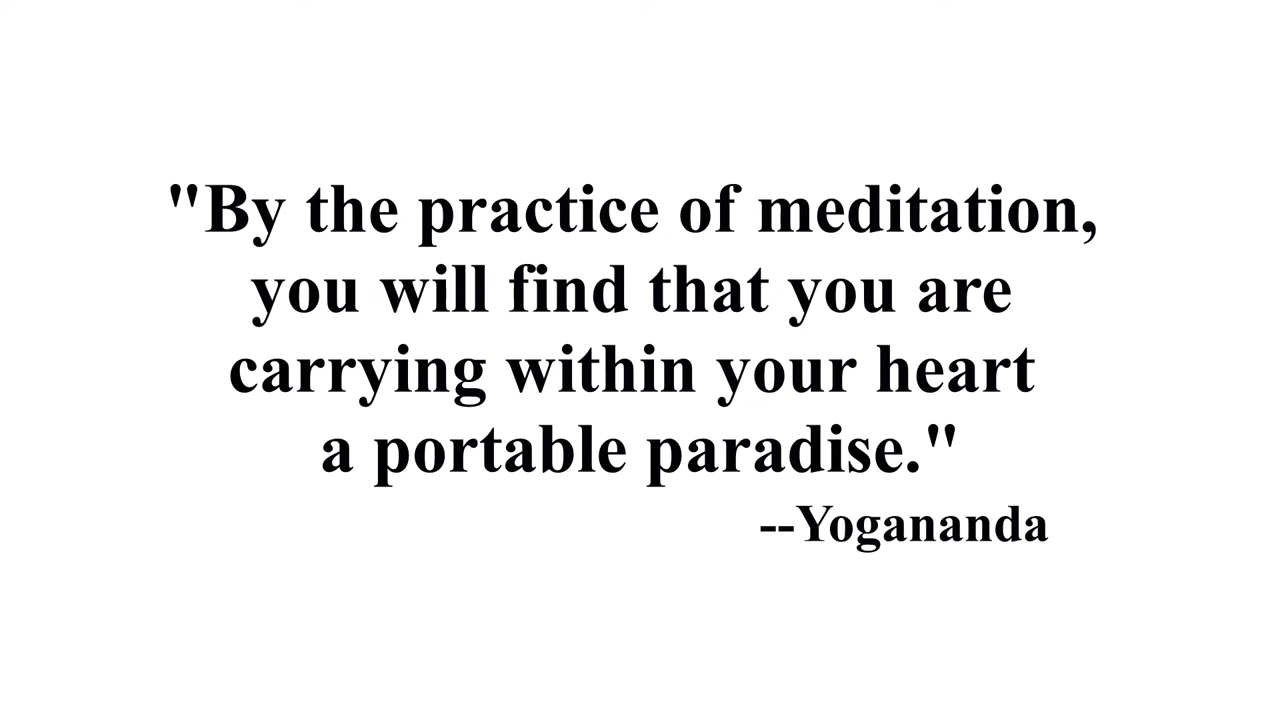 "By the practice of meditation,
you will find that you are
carrying within your heart
a portable paradise."
--Yogananda